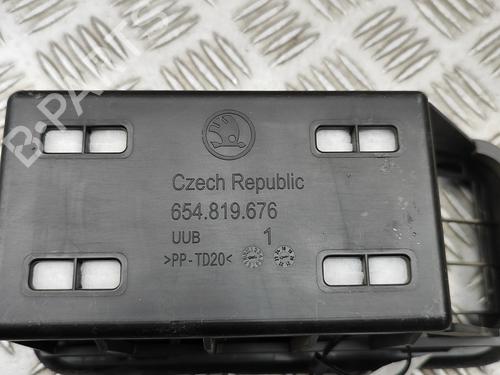 B-PARTS
Czech Republic
654.819.676
UUB 1
>PP-TD20<